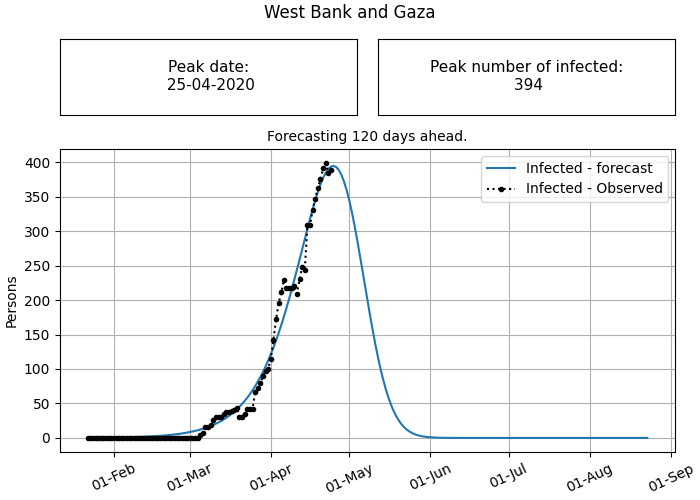 West Bank and Gaza
Peak date:
25-04-2020
Peak number of infected:
394
Forecasting 120 days ahead.
Infected - forecast
Infected - Observed
Persons
400
350
300
250
200
150
100
50
0
01-Feb
01-Mar
01-Apr
01-May
01-Jun
01-Jul
01-Aug
01-Sep